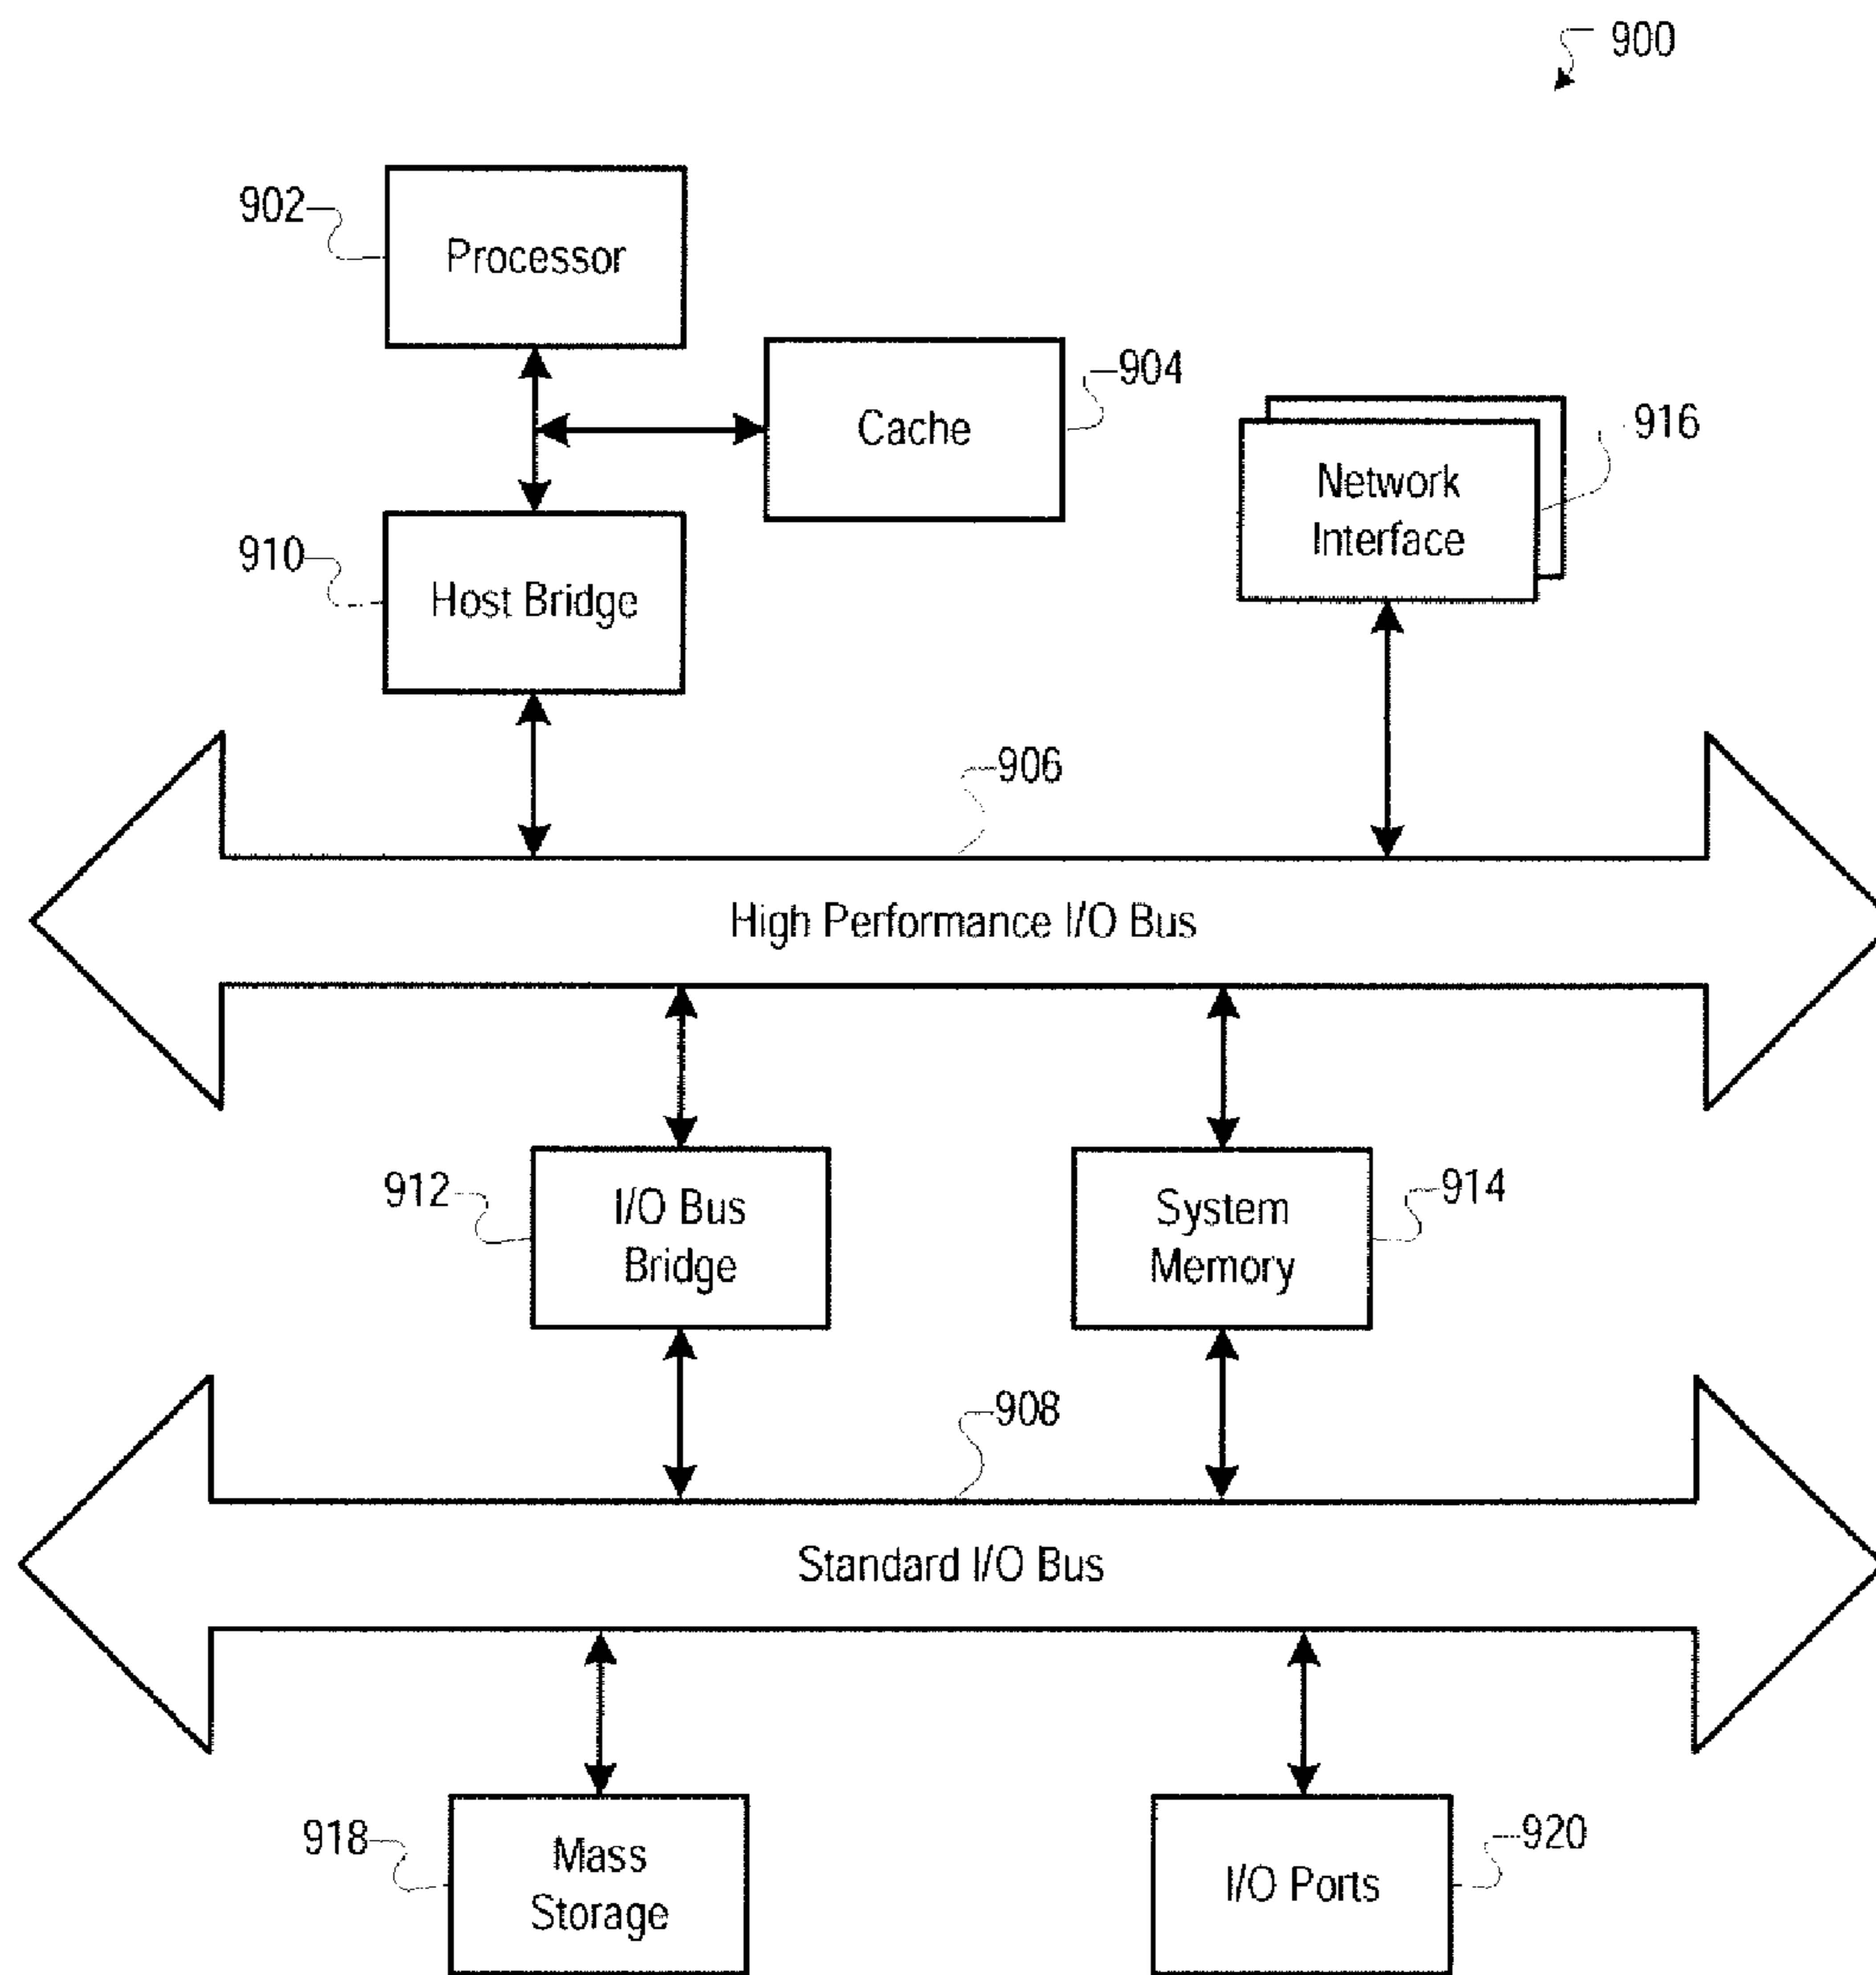 900
902
Processor
904
Cache
916
Network
Interface
910
Host Bridge
906
High Performance I/O Bus
912
I/O Bus
Bridge
914
System
Memory
908
Standard I/O Bus
918
Mass
Storage
920
I/O Ports